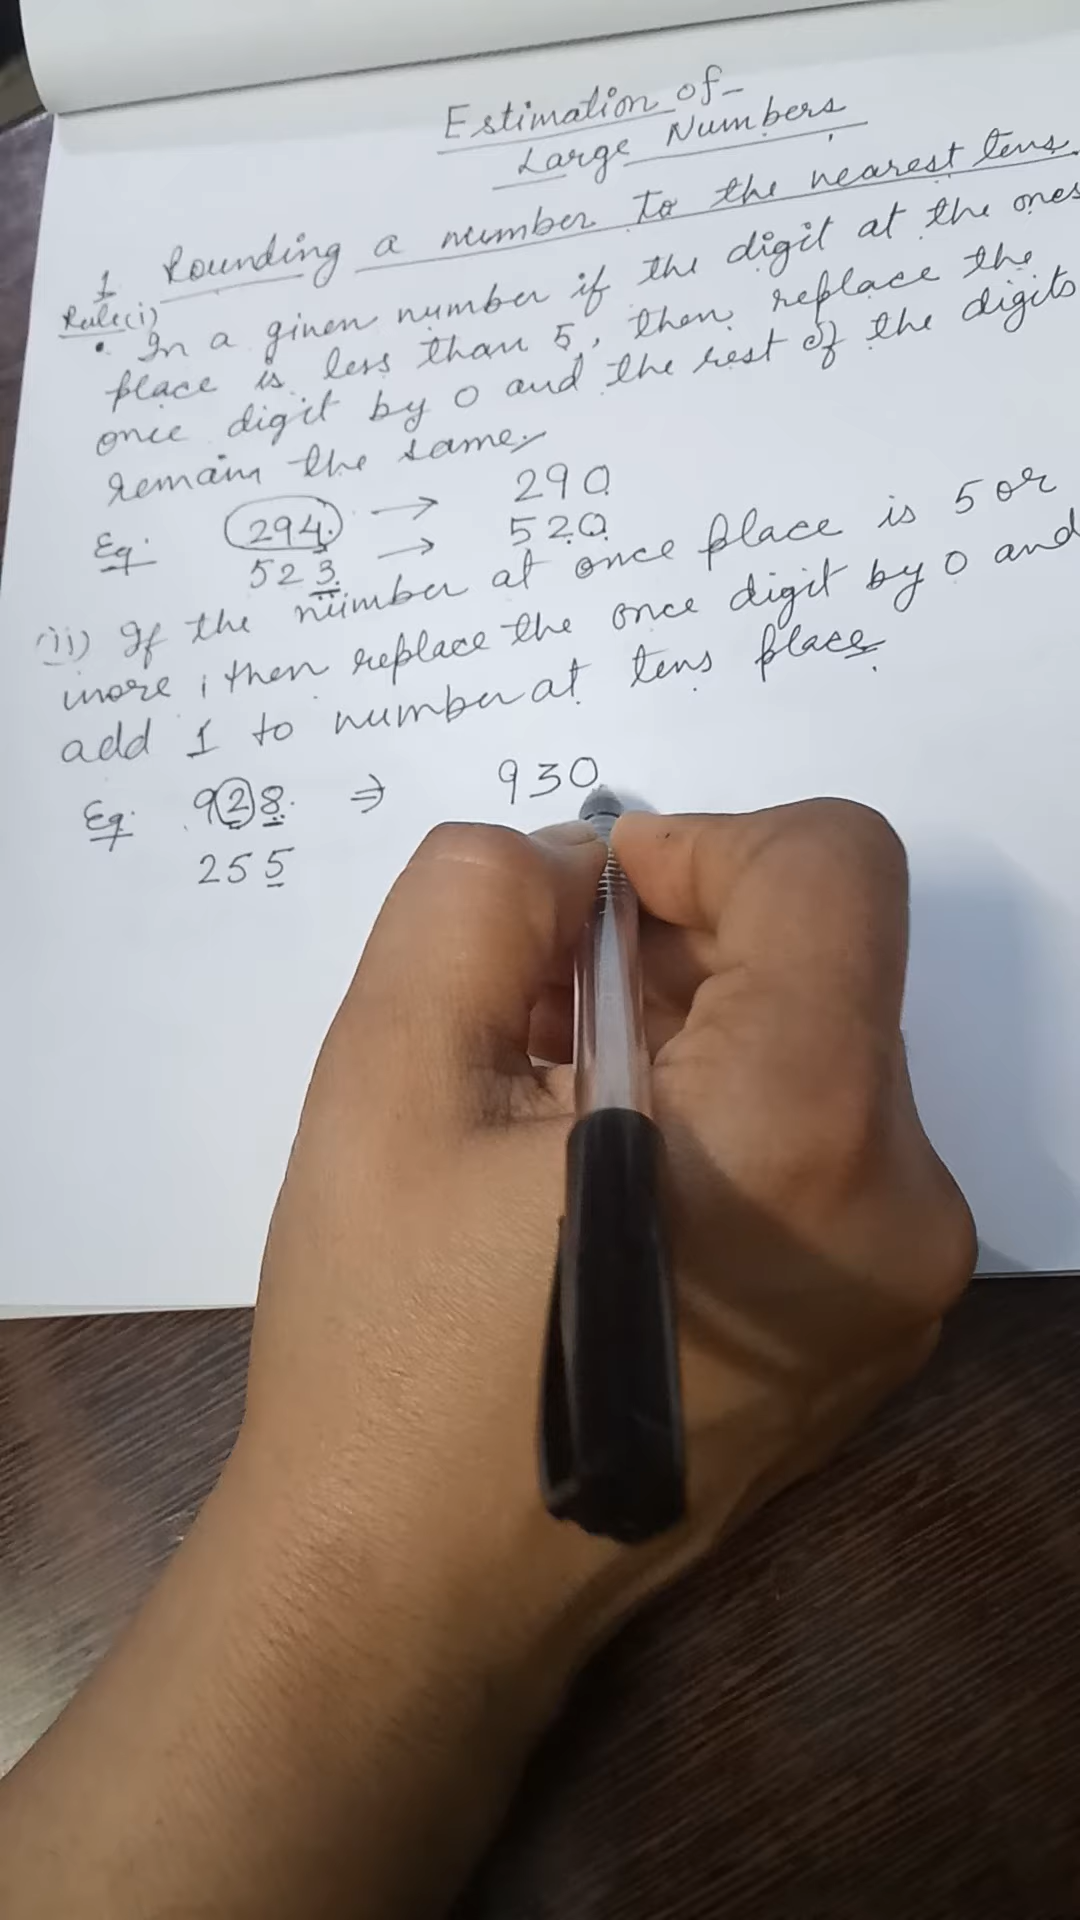 Estimation of
Large Numbers
1 Rounding a number to the nearest tens.
Rule(i)
• In a given number if the digit at the ones
place is less than 5, then replace the
once digit by 0 and the rest of the digits
remain the same.
Eg: 294 → 290
523 → 520
(ii) If the number at once place is 5 or
more, then replace the once digit by 0 and
add 1 to number at tens place
Eg: 928 ⇒ 930
255